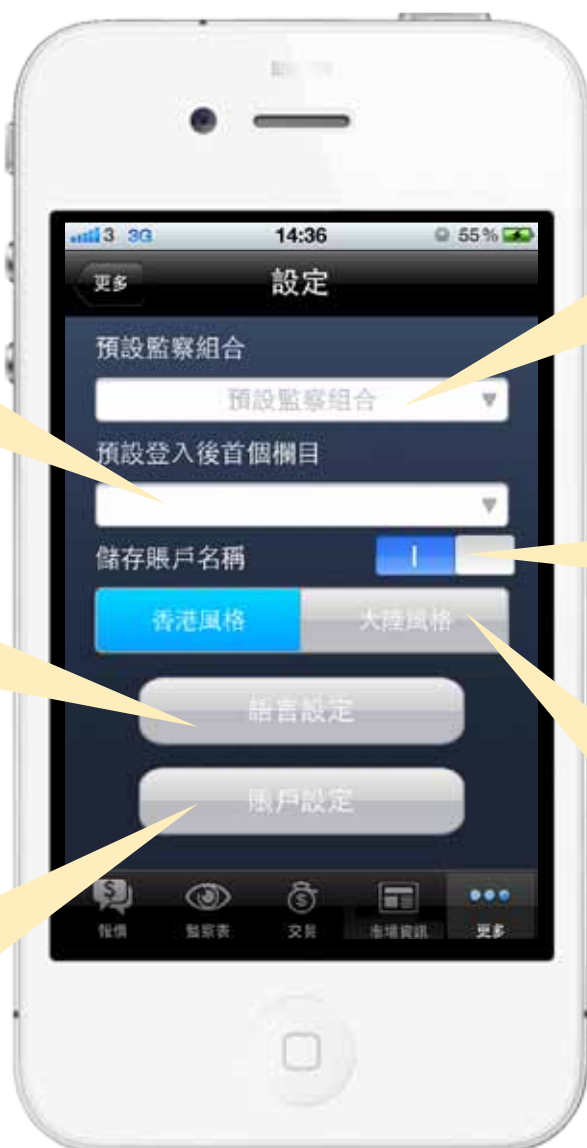 3 3G 14:36 55%
更多 設定
預設監察組合
預設監察組合
預設登入後首個欄目
儲存賬戶名稱
香港風格 大陸風格
語言設定
賬戶設定
報價 監察表 交易 市場資訊 更多